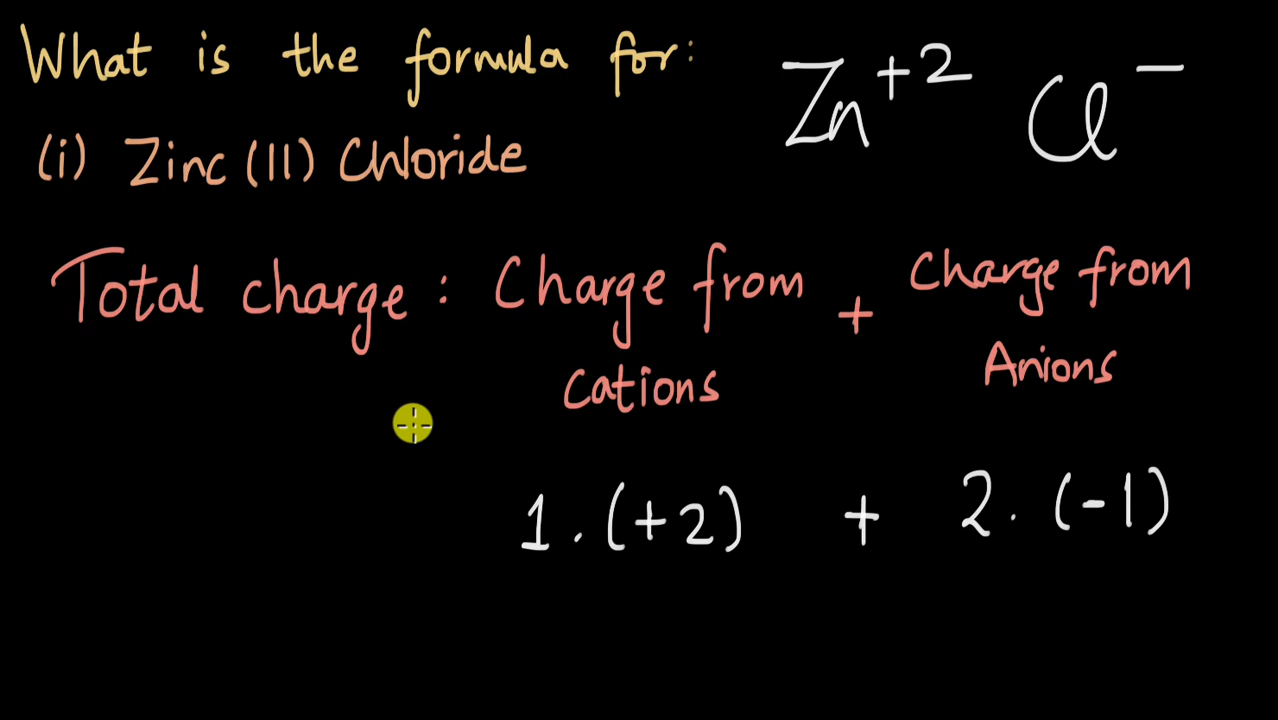 What is the formula for:
Zn⁺² Cl⁻
(i) Zinc (II) Chloride
Total charge : Charge from Cations + Charge from Anions
1. (+2) + 2. (-1)